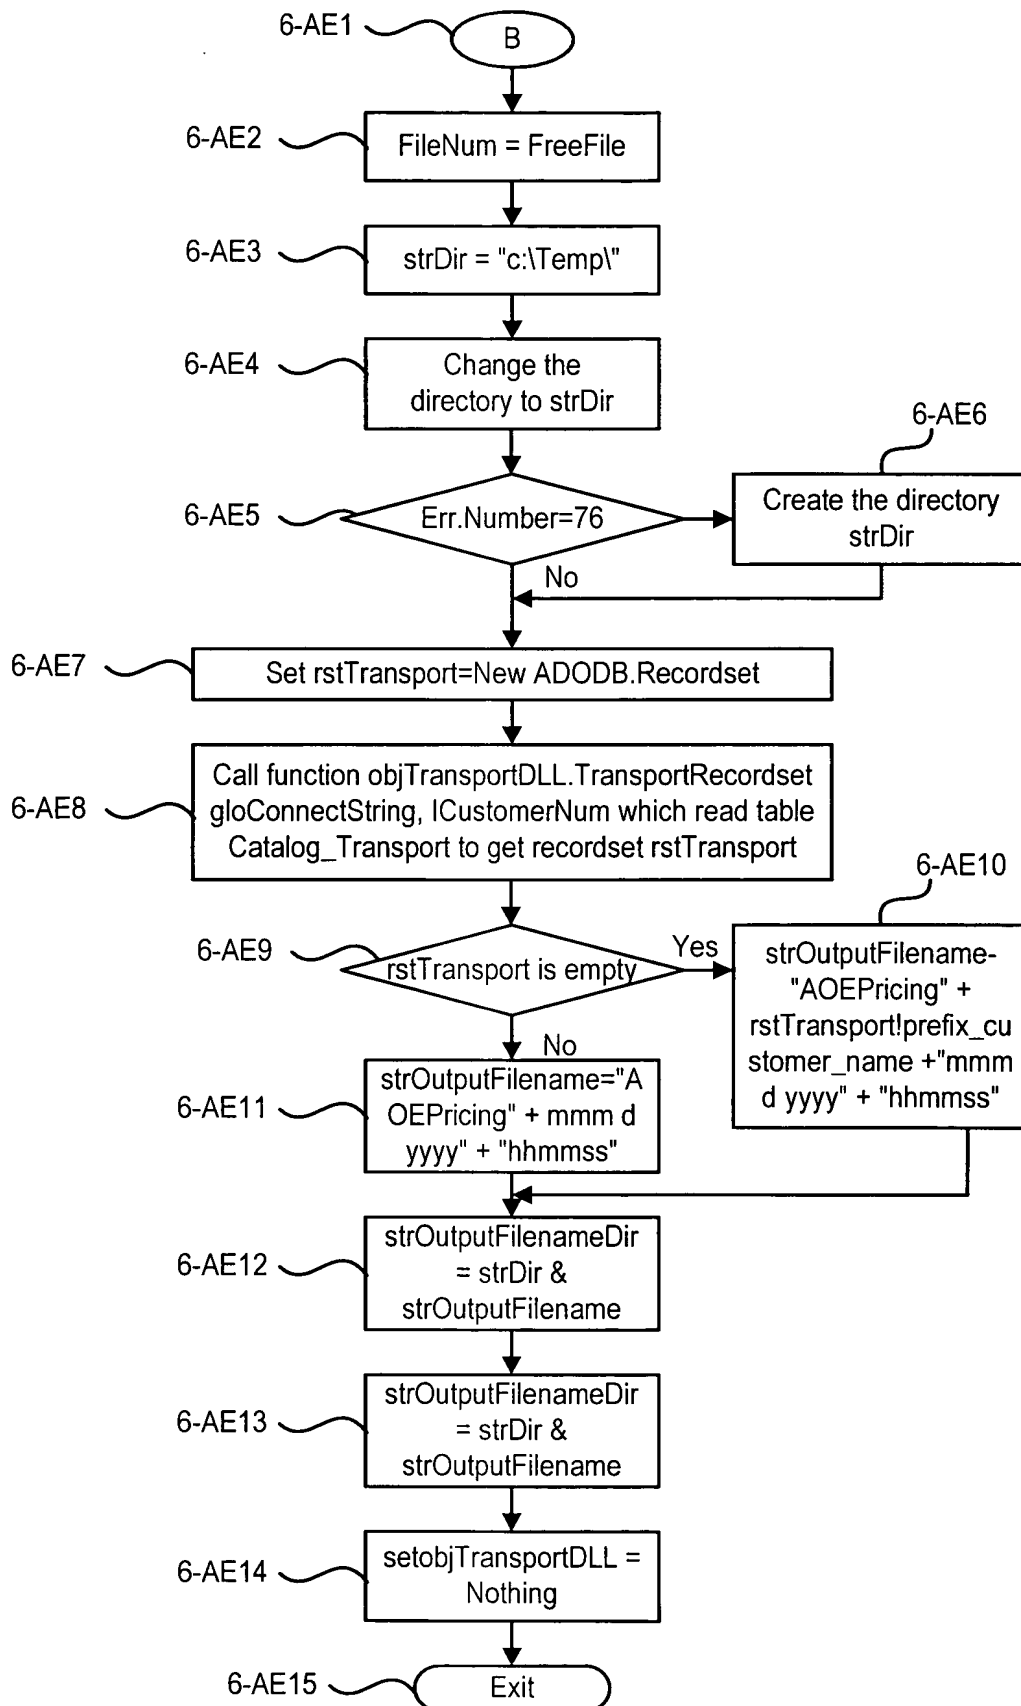 6-AE1
B
6-AE2
FileNum = FreeFile
6-AE3
strDir = "c:\Temp\"
6-AE4
Change the
directory to strDir
6-AE6
Create the directory
strDir
6-AE5
Err.Number=76
No
6-AE7
Set rstTransport=New ADODB.Recordset
6-AE8
Call function objTransportDLL.TransportRecordset
gloConnectString, ICustomerNum which read table
Catalog_Transport to get recordset rstTransport
6-AE10
6-AE9
rstTransport is empty
Yes
strOutputFilename-
"AOEPricing" +
rstTransport!prefix_cu
stomer_name +"mmm
d yyyy" + "hhmmss"
No
6-AE11
strOutputFilename="A
OEPricing" + mmm d
yyyy" + "hhmmss"
6-AE12
strOutputFilenameDir
= strDir &
strOutputFilename
6-AE13
strOutputFilenameDir
= strDir &
strOutputFilename
6-AE14
setobjTransportDLL =
Nothing
6-AE15
Exit